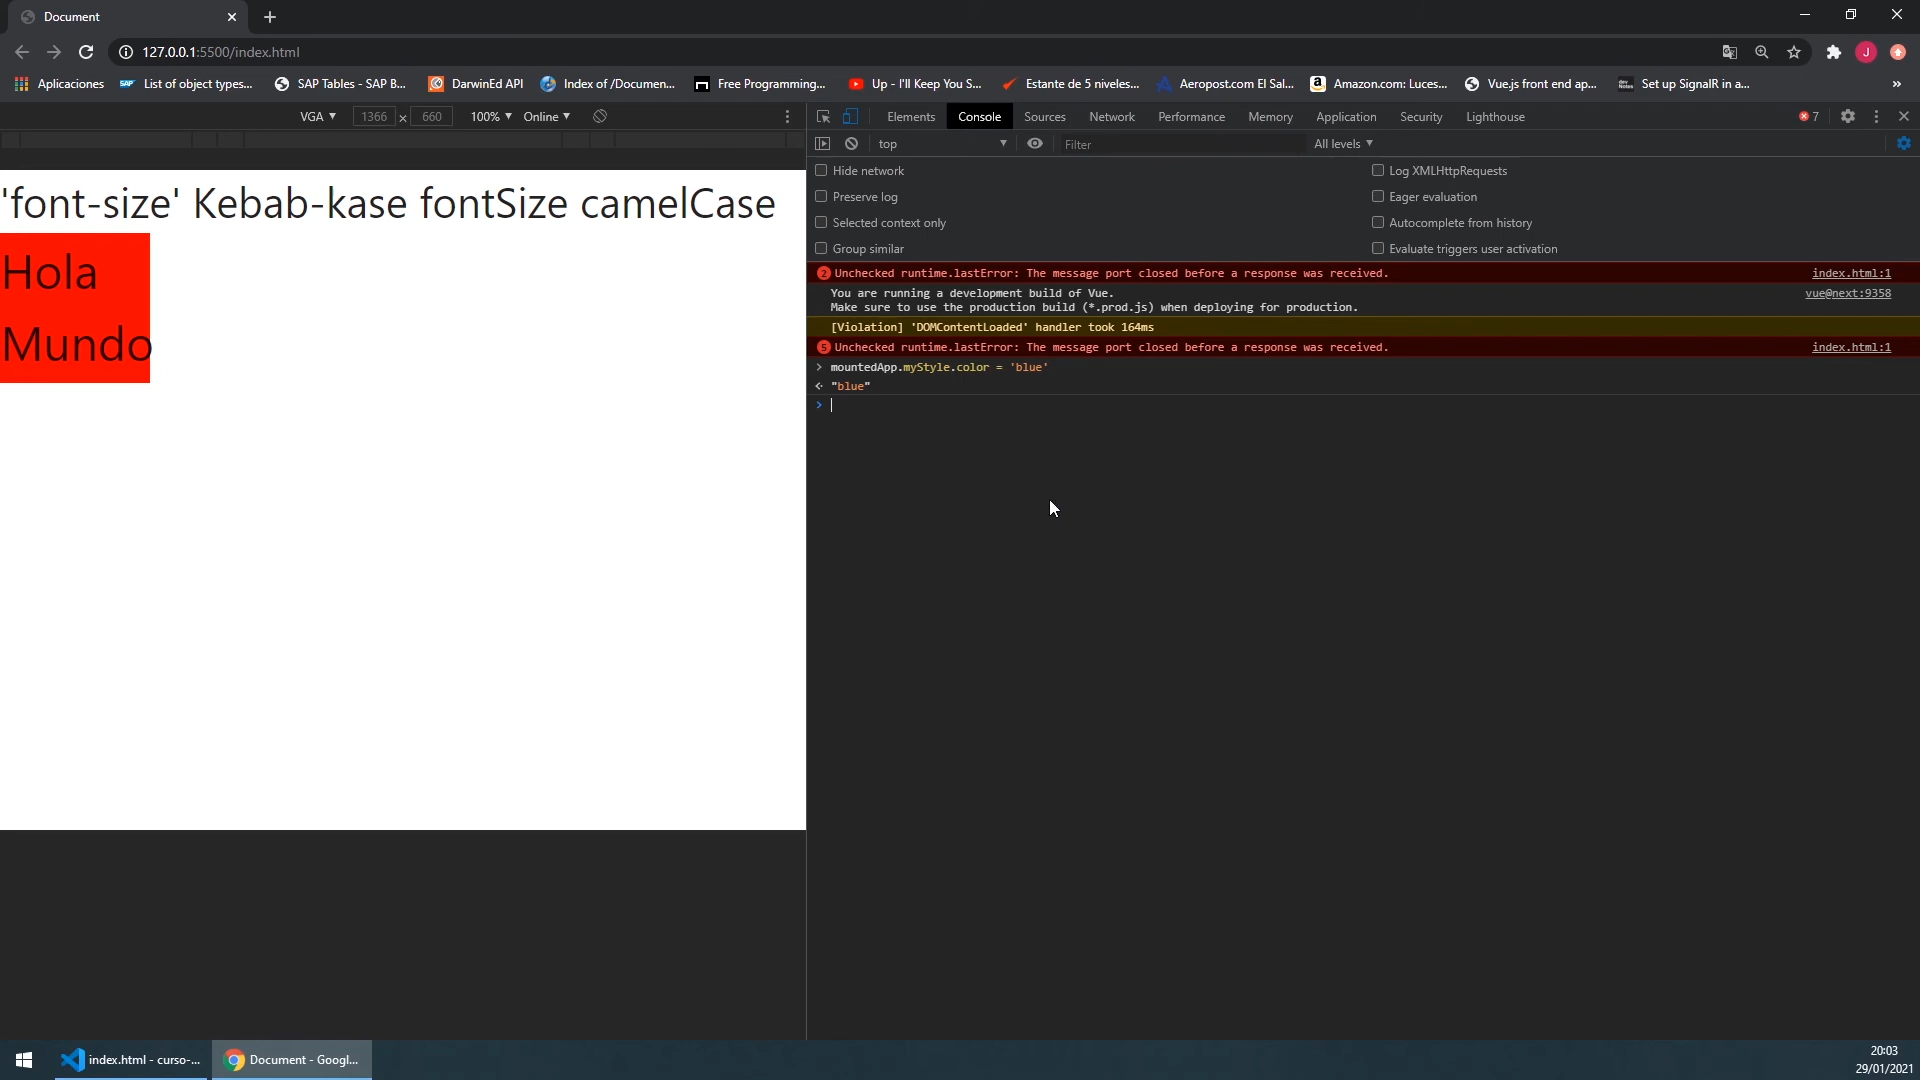 Document
127.0.0.1:5500/index.html
J
Aplicaciones
SAP List of object types...
SAP Tables - SAP B...
DarwinEd API
Index of /Documen...
Free Programming...
Up - I'll Keep You S...
Estante de 5 niveles...
Aeropost.com El Sal...
Amazon.com: Luces...
Vue.js front end ap...
Set up SignalR in a...
»
VGA 1366 x 660 100% Online
Elements Console Sources Network Performance Memory Application Security Lighthouse 7
top Filter All levels
Hide network
Log XMLHttpRequests
Preserve log
Eager evaluation
Selected context only
Autocomplete from history
Group similar
Evaluate triggers user activation
'font-size' Kebab-kase fontSize camelCase
Hola
Mundo
2 Unchecked runtime.lastError: The message port closed before a response was received. index.html:1
You are running a development build of Vue. vue@next:9358
Make sure to use the production build (*.prod.js) when deploying for production.
[Violation] 'DOMContentLoaded' handler took 164ms
5 Unchecked runtime.lastError: The message port closed before a response was received. index.html:1
> mountedApp.myStyle.color = 'blue'
"blue"
>
index.html - curso-...
Document - Googl...
20:03
29/01/2021